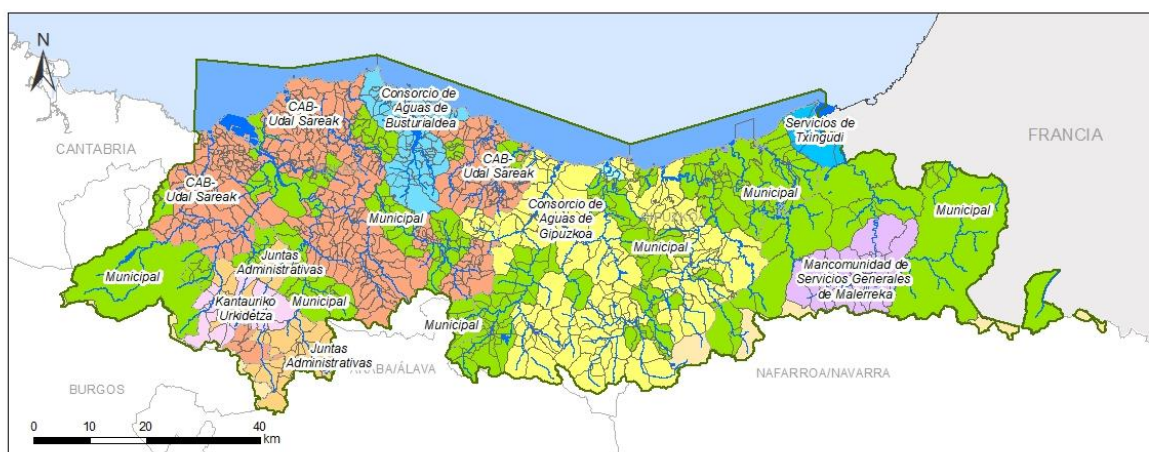 N
CANTABRIA
FRANCIA
CAB-
Udal Sareak
Consorcio de
Aguas de
Busturialdea
Servicios de
Txingudi
CAB-
Udal Sareak
CAB-
Udal Sareak
Municipal
Municipal
Municipal
Consorcio de
Aguas de
Gipuzkoa
Municipal
Juntas
Administrativas
Municipal
Mancomunidad de
Servicios Generales
de Malerreka
Kantauriko
Urkidetza
Municipal
Municipal
Juntas
Administrativas
ARABA/ÁLAVA
NAFARROA/NAVARRA
BURGOS
0 10 20 40
km